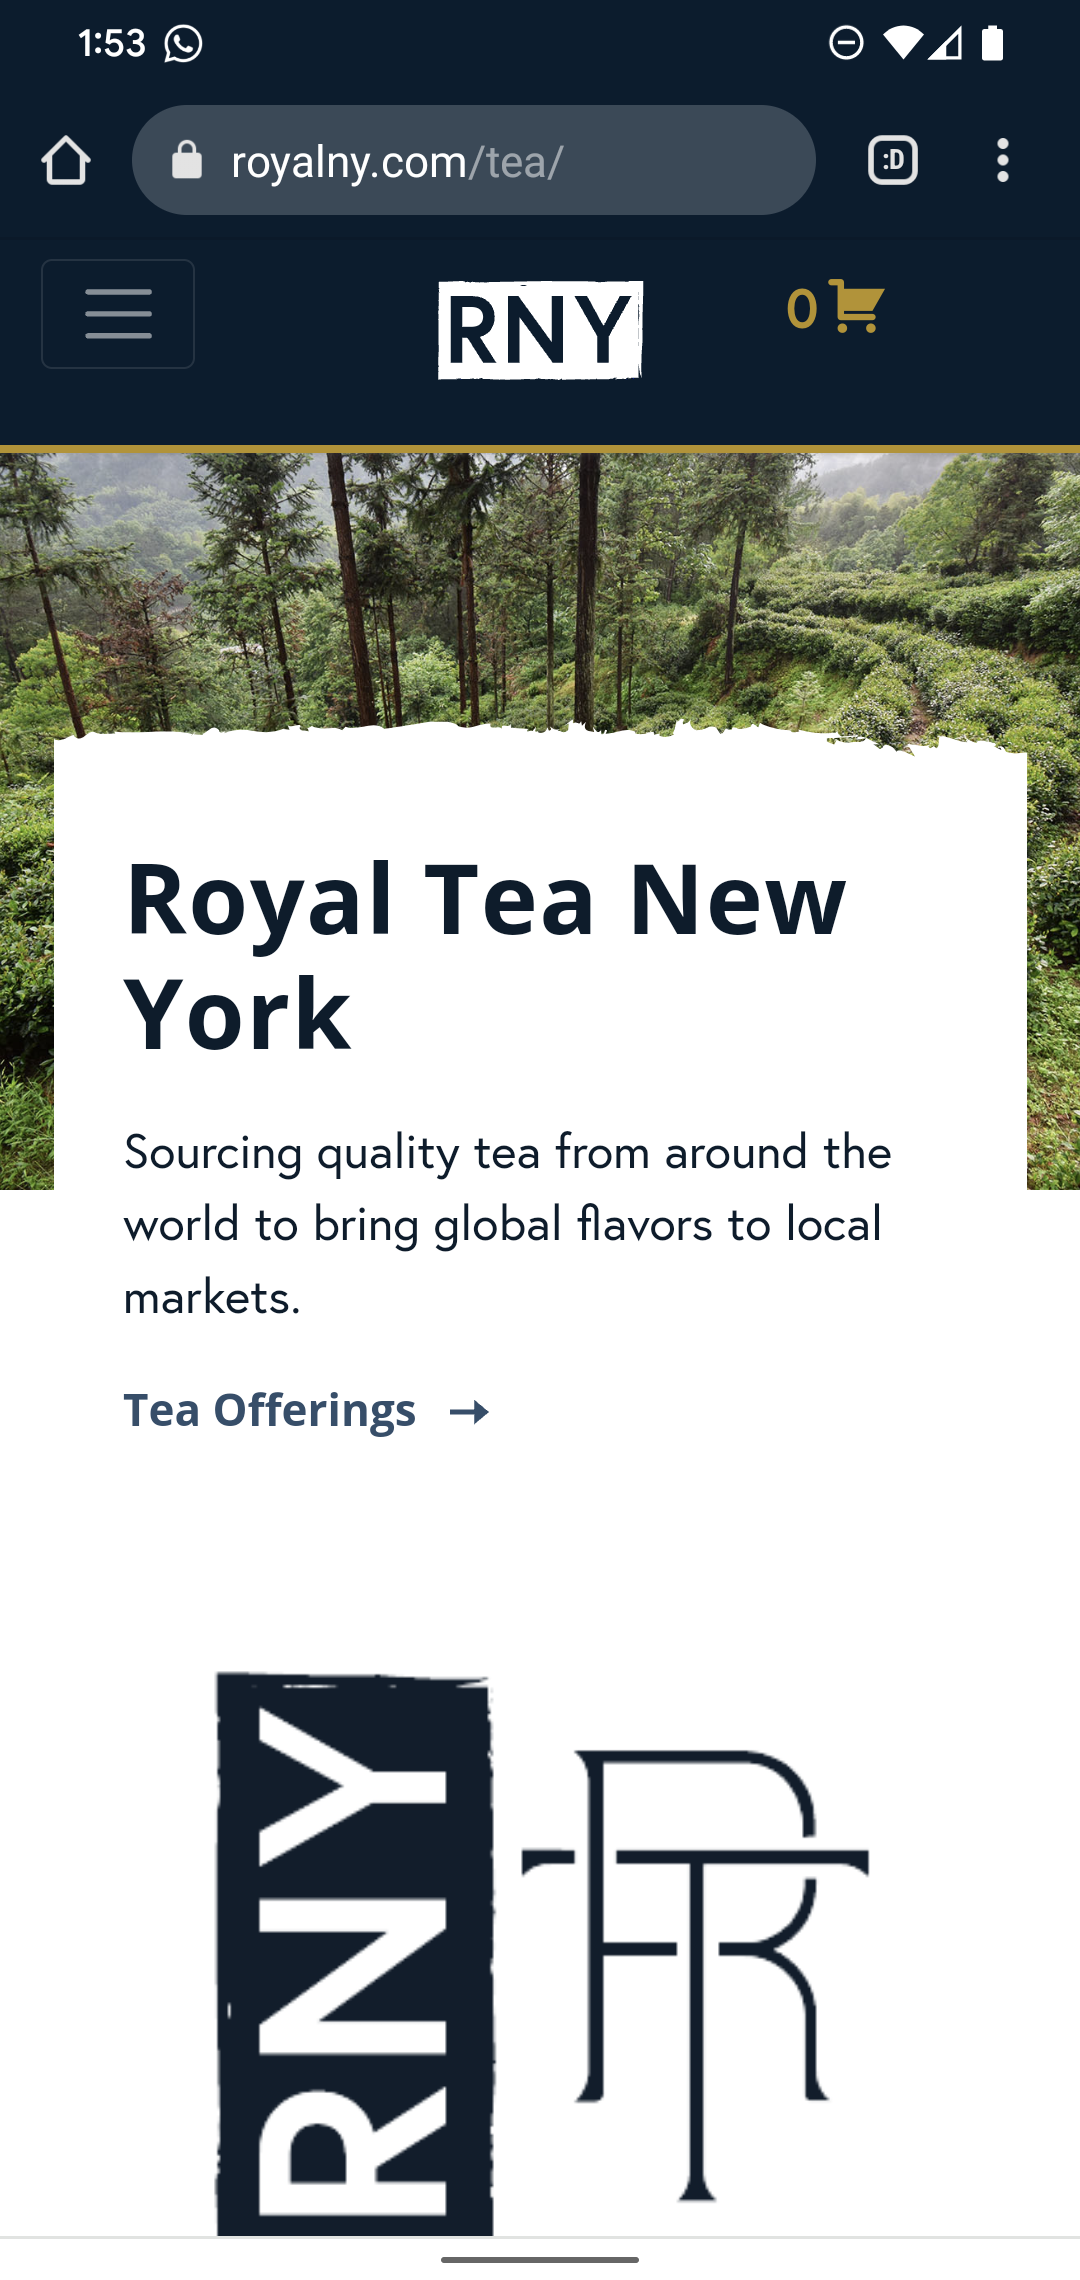 1:53
royalny.com/tea/
:D
RNY
0
Royal Tea New
York
Sourcing quality tea from around the
world to bring global flavors to local
markets.
Tea Offerings →
RNY
RT